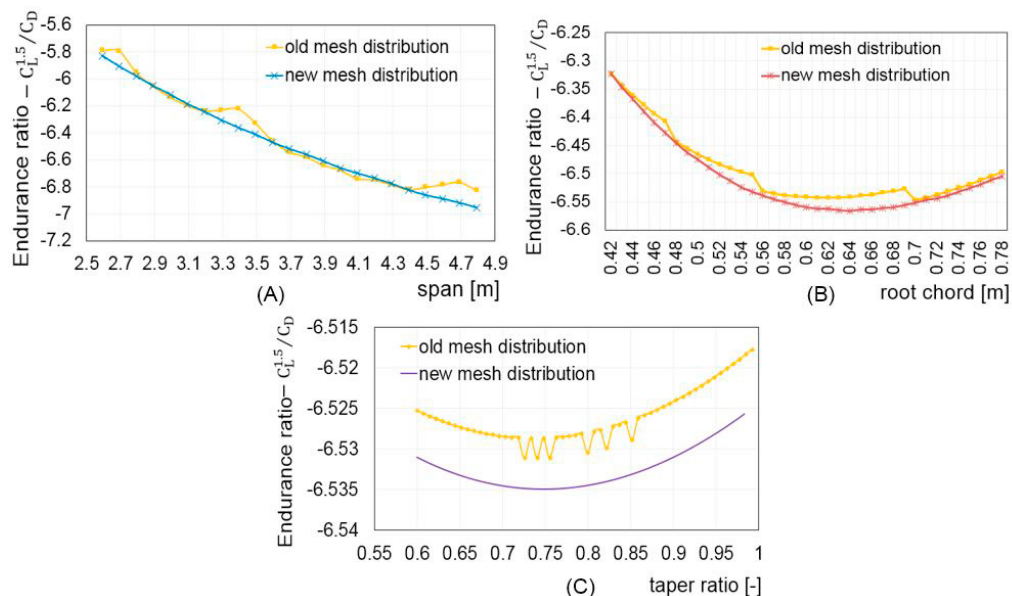 -5.6
-5.8
-6
-6.2
-6.4
-6.6
-6.8
-7
-7.2
Endurance ratio – C_L^1.5/C_D
old mesh distribution
new mesh distribution
2.5 2.7 2.9 3.1 3.3 3.5 3.7 3.9 4.1 4.3 4.5 4.7 4.9
span [m]
(A)
-6.25
-6.3
-6.35
-6.4
-6.45
-6.5
-6.55
-6.6
Endurance ratio – C_L^1.5/C_D
old mesh distribution
new mesh distribution
0.42 0.44 0.46 0.48 0.5 0.52 0.54 0.56 0.58 0.6 0.62 0.64 0.66 0.68 0.7 0.72 0.74 0.76 0.78
root chord [m]
(B)
-6.515
-6.52
-6.525
-6.53
-6.535
-6.54
Endurance ratio– C_L^1.5/C_D
old mesh distribution
new mesh distribution
0.55 0.6 0.65 0.7 0.75 0.8 0.85 0.9 0.95 1
taper ratio [-]
(C)